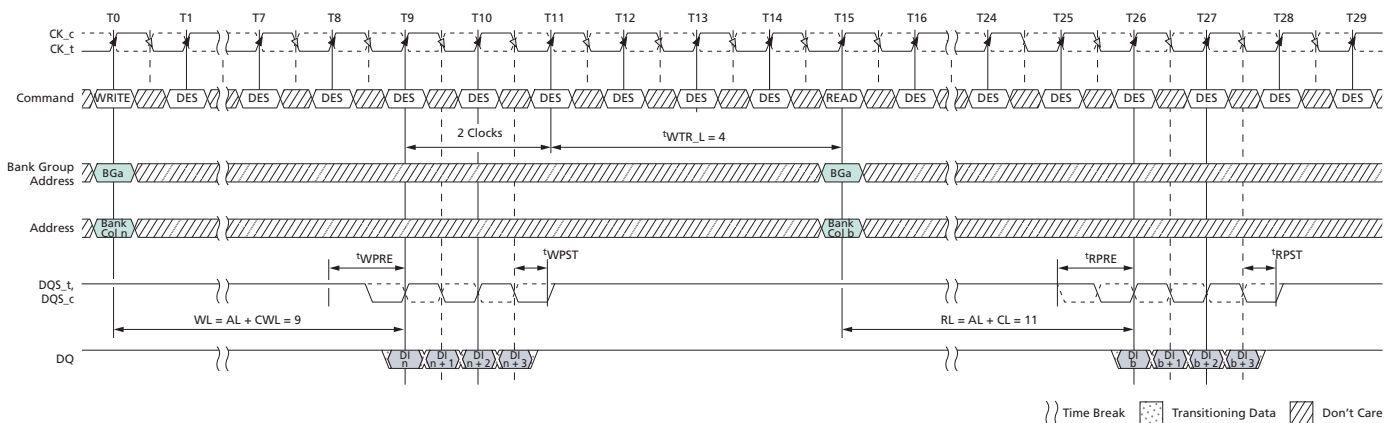 T0 T1 T7 T8 T9 T10 T11 T12 T13 T14 T15 T16 T24 T25 T26 T27 T28 T29
CK_c
CK_t
Command WRITE DES DES DES DES DES DES DES DES DES READ DES DES DES DES DES DES DES
2 Clocks tWTR_L = 4
Bank Group
Address BGa BGa
Address Bank
Col n Bank
Col b
tWPRE tWPST tRPRE tRPST
DQS_t,
DQS_c
WL = AL + CWL = 9 RL = AL + CL = 11
DQ DI
n DI
n + 1 DI
n + 2 DI
n + 3 DI
b DI
b + 1 DI
b + 2 DI
b + 3
Time Break Transitioning Data Don't Care